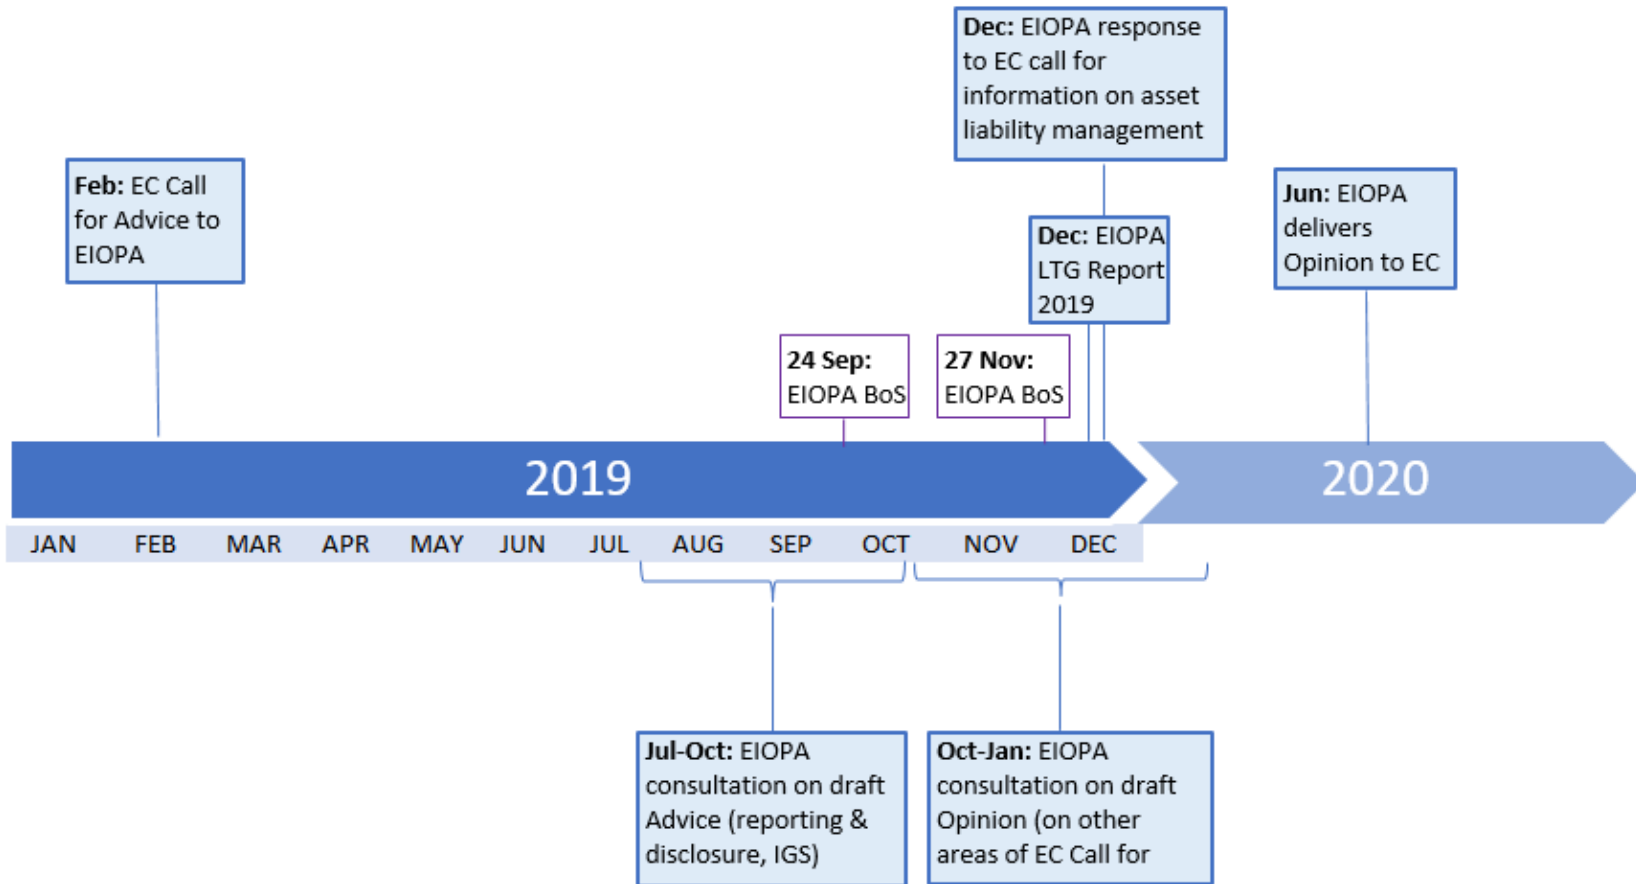 Dec: EIOPA response
to EC call for
information on asset
liability management
Feb: EC Call
for Advice to
EIOPA
Jun: EIOPA
delivers
Opinion to EC
Dec: EIOPA
LTG Report
2019
24 Sep:
EIOPA BoS
27 Nov:
EIOPA BoS
2019
2020
JAN FEB MAR APR MAY JUN JUL AUG SEP OCT NOV DEC
Jul-Oct: EIOPA
consultation on draft
Advice (reporting &
disclosure, IGS)
Oct-Jan: EIOPA
consultation on draft
Opinion (on other
areas of EC Call for